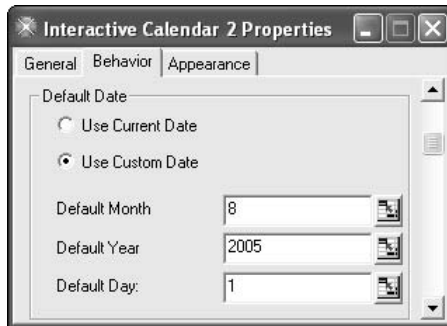 Interactive Calendar 2 Properties
General Behavior Appearance
Default Date
Use Current Date
Use Custom Date
Default Month 8
Default Year 2005
Default Day: 1